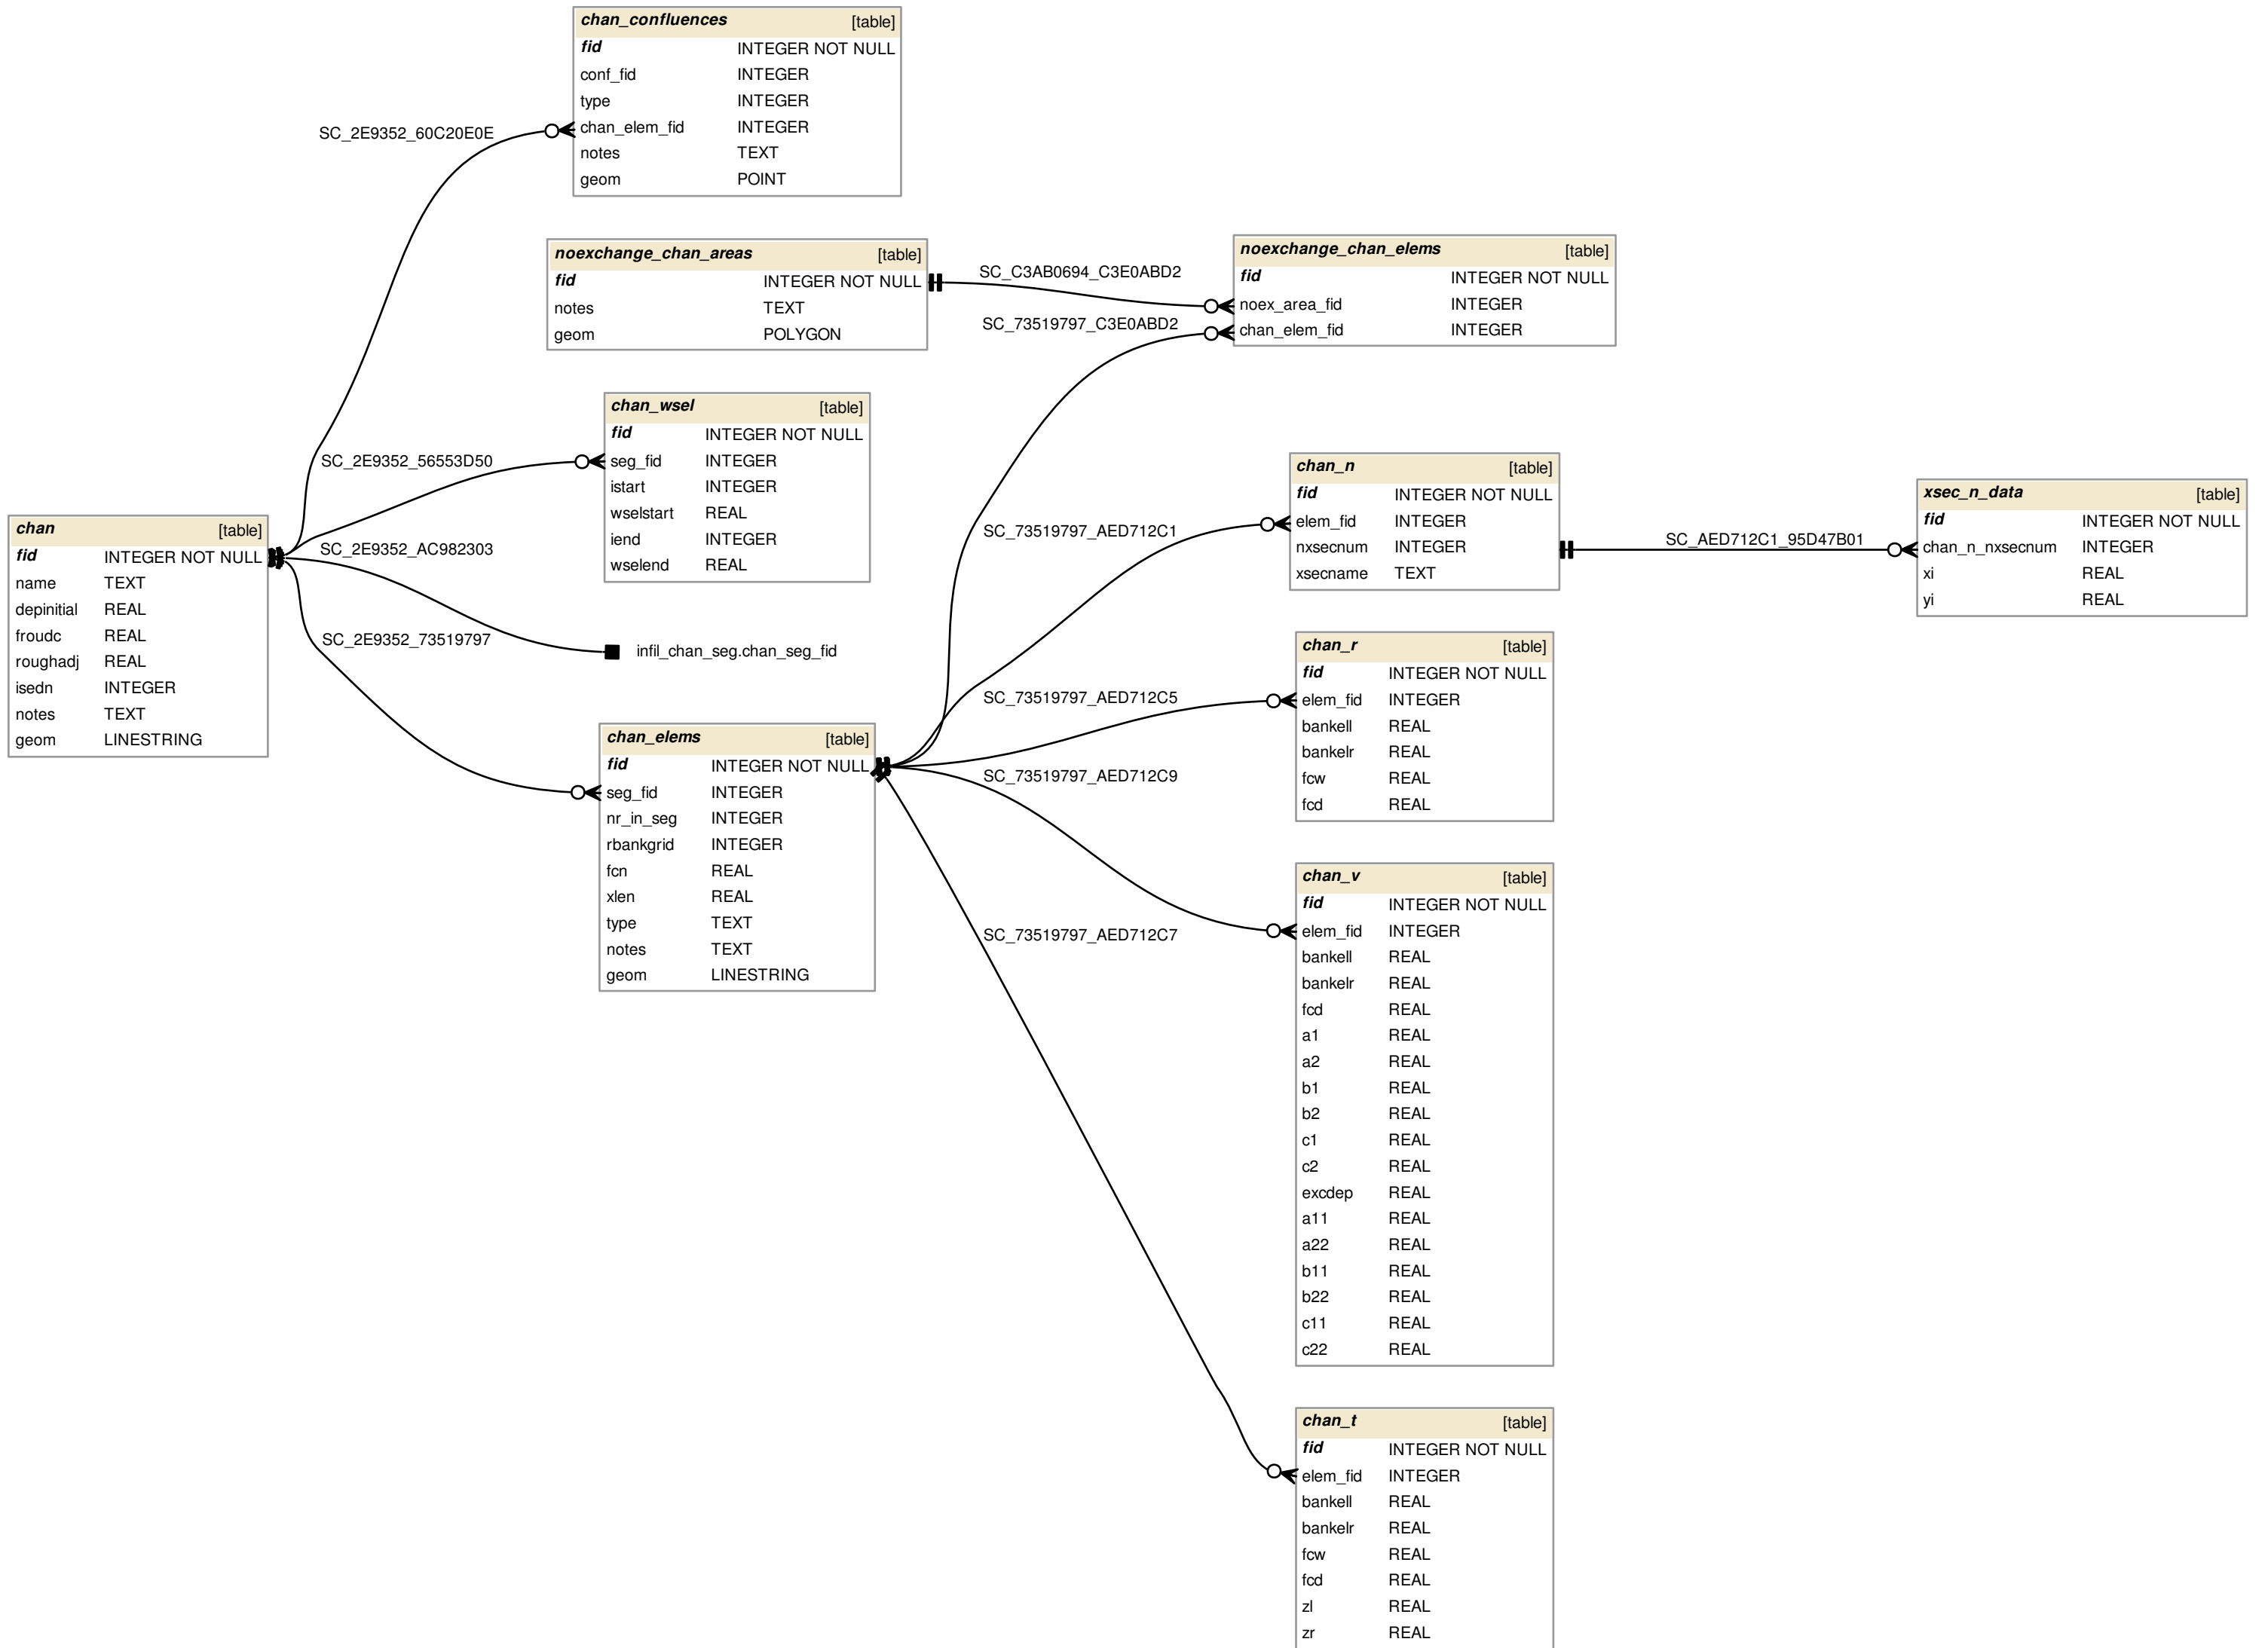 chan_confluences [table]
fid INTEGER NOT NULL
conf_fid INTEGER
type INTEGER
chan_elem_fid INTEGER
notes TEXT
geom POINT
SC_2E9352_60C20E0E
noexchange_chan_areas [table]
fid INTEGER NOT NULL
notes TEXT
geom POLYGON
SC_C3AB0694_C3E0ABD2
SC_73519797_C3E0ABD2
noexchange_chan_elems [table]
fid INTEGER NOT NULL
noex_area_fid INTEGER
chan_elem_fid INTEGER
chan_wsel [table]
fid INTEGER NOT NULL
seg_fid INTEGER
istart INTEGER
wselstart REAL
iend INTEGER
wselend REAL
SC_2E9352_56553D50
SC_2E9352_AC982303
SC_2E9352_73519797
infil_chan_seg.chan_seg_fid
chan [table]
fid INTEGER NOT NULL
name TEXT
depinitial REAL
froudc REAL
roughadj REAL
isedn INTEGER
notes TEXT
geom LINESTRING
chan_elems [table]
fid INTEGER NOT NULL
seg_fid INTEGER
nr_in_seg INTEGER
rbankgrid INTEGER
fcn REAL
xlen REAL
type TEXT
notes TEXT
geom LINESTRING
SC_73519797_AED712C1
SC_73519797_AED712C5
SC_73519797_AED712C9
SC_73519797_AED712C7
chan_n [table]
fid INTEGER NOT NULL
elem_fid INTEGER
nxsecnum INTEGER
xsecname TEXT
SC_AED712C1_95D47B01
xsec_n_data [table]
fid INTEGER NOT NULL
chan_n_nxsecnum INTEGER
xi REAL
yi REAL
chan_r [table]
fid INTEGER NOT NULL
elem_fid INTEGER
bankell REAL
bankelr REAL
fcw REAL
fcd REAL
chan_v [table]
fid INTEGER NOT NULL
elem_fid INTEGER
bankell REAL
bankelr REAL
fcd REAL
a1 REAL
a2 REAL
b1 REAL
b2 REAL
c1 REAL
c2 REAL
excdep REAL
a11 REAL
a22 REAL
b11 REAL
b22 REAL
c11 REAL
c22 REAL
chan_t [table]
fid INTEGER NOT NULL
elem_fid INTEGER
bankell REAL
bankelr REAL
fcw REAL
fcd REAL
zl REAL
zr REAL